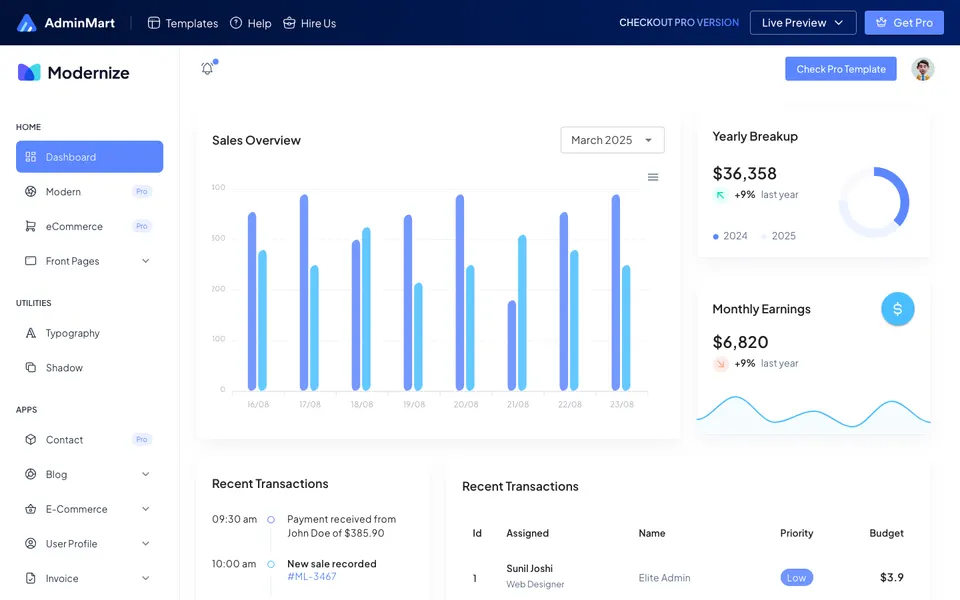 AdminMart
Templates
Help
Hire Us
CHECKOUT PRO VERSION
Live Preview
Get Pro
Modernize
Check Pro Template
HOME
Dashboard
Modern
Pro
eCommerce
Pro
Front Pages
UTILITIES
Typography
Shadow
APPS
Contact
Pro
Blog
E-Commerce
User Profile
Invoice
Sales Overview
March 2025
400
300
200
100
0
16/08
17/08
18/08
19/08
20/08
21/08
22/08
23/08
Yearly Breakup
$36,358
+9% last year
2024
2025
Monthly Earnings
$
$6,820
+9% last year
Recent Transactions
09:30 am
Payment received from
John Doe of $385.90
10:00 am
New sale recorded
#ML-3467
Recent Transactions
Id Assigned Name Priority Budget
1
Sunil Joshi
Web Designer
Elite Admin
Low
$3.9